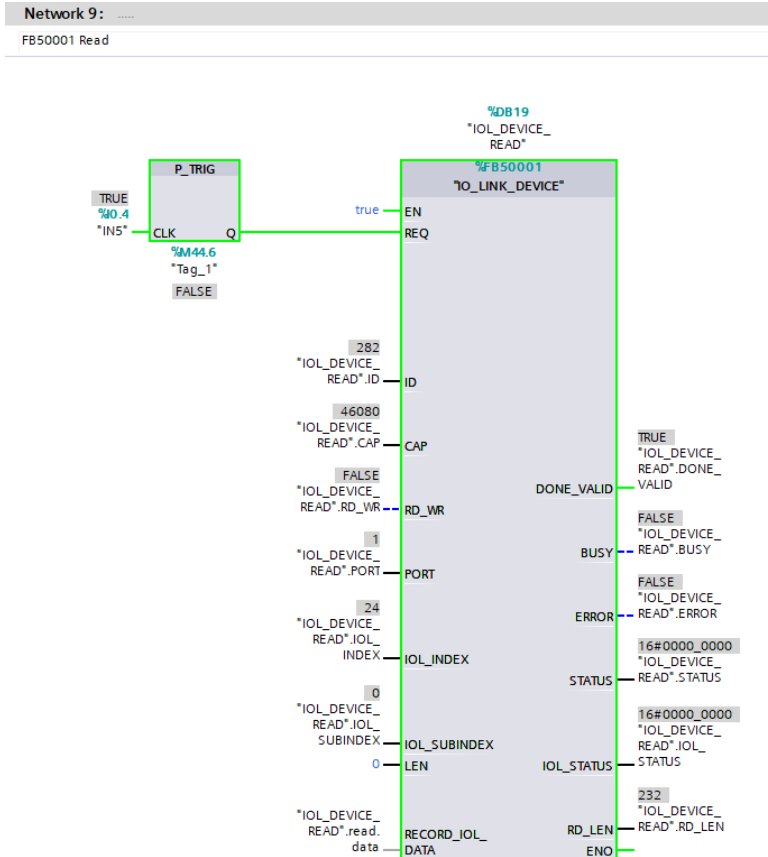 Network 9: .....
FB50001 Read
%DB19
"IOL_DEVICE_
READ"
%FB50001
"IO_LINK_DEVICE"
P_TRIG
TRUE
%I0.4
"IN5"
CLK
Q
%M44.6
"Tag_1"
FALSE
true
EN
REQ
282
"IOL_DEVICE_
READ".ID
ID
46080
"IOL_DEVICE_
READ".CAP
CAP
FALSE
"IOL_DEVICE_
READ".RD_WR
RD_WR
1
"IOL_DEVICE_
READ".PORT
PORT
24
"IOL_DEVICE_
READ".IOL_
INDEX
IOL_INDEX
0
"IOL_DEVICE_
READ".IOL_
SUBINDEX
IOL_SUBINDEX
0
LEN
"IOL_DEVICE_
READ".read.
data
RECORD_IOL_
DATA
DONE_VALID
TRUE
"IOL_DEVICE_
READ".DONE_
VALID
BUSY
FALSE
"IOL_DEVICE_
READ".BUSY
ERROR
FALSE
"IOL_DEVICE_
READ".ERROR
STATUS
16#0000_0000
"IOL_DEVICE_
READ".STATUS
IOL_STATUS
16#0000_0000
"IOL_DEVICE_
READ".IOL_
STATUS
RD_LEN
232
"IOL_DEVICE_
READ".RD_LEN
ENO